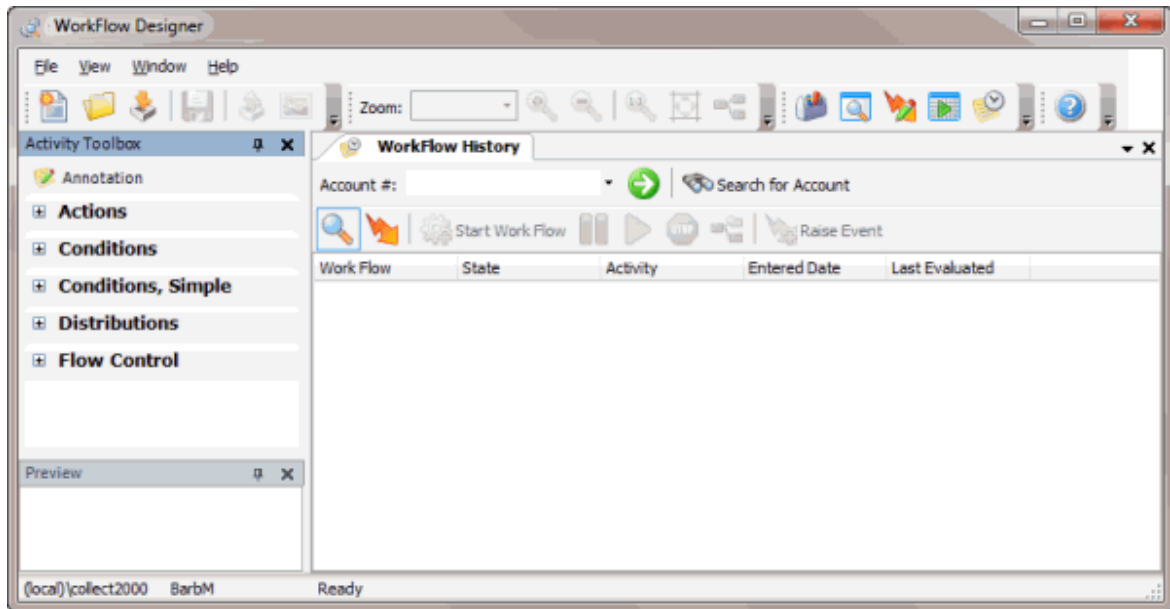 WorkFlow Designer
File View Window Help
Zoom:
Activity Toolbox
WorkFlow History
Annotation
Account #:
Search for Account
Actions
Conditions
Conditions, Simple
Distributions
Flow Control
Start Work Flow
Raise Event
Work Flow State Activity Entered Date Last Evaluated
Preview
(local)\collect2000 BarbM Ready